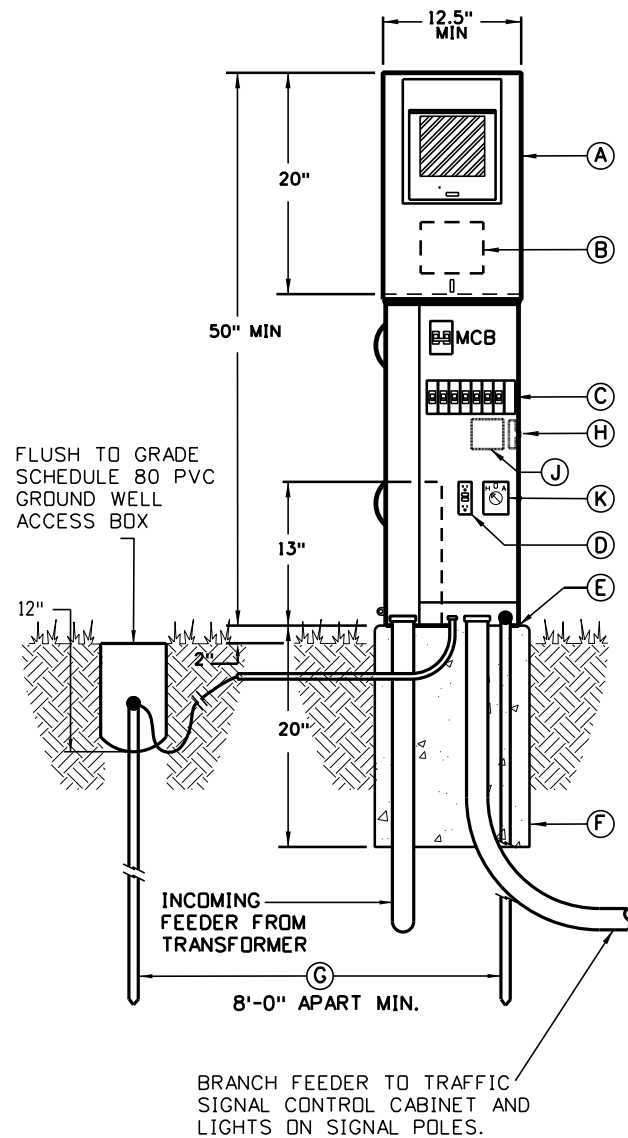 12.5"
MIN
A
20"
B
50" MIN
MCB
C
H
J
FLUSH TO GRADE
SCHEDULE 80 PVC
GROUND WELL
ACCESS BOX
H O A
K
D
13"
E
12"
2"
20"
F
INCOMING
FEEDER FROM
TRANSFORMER
G
8'-0" APART MIN.
BRANCH FEEDER TO TRAFFIC
SIGNAL CONTROL CABINET AND
LIGHTS ON SIGNAL POLES.